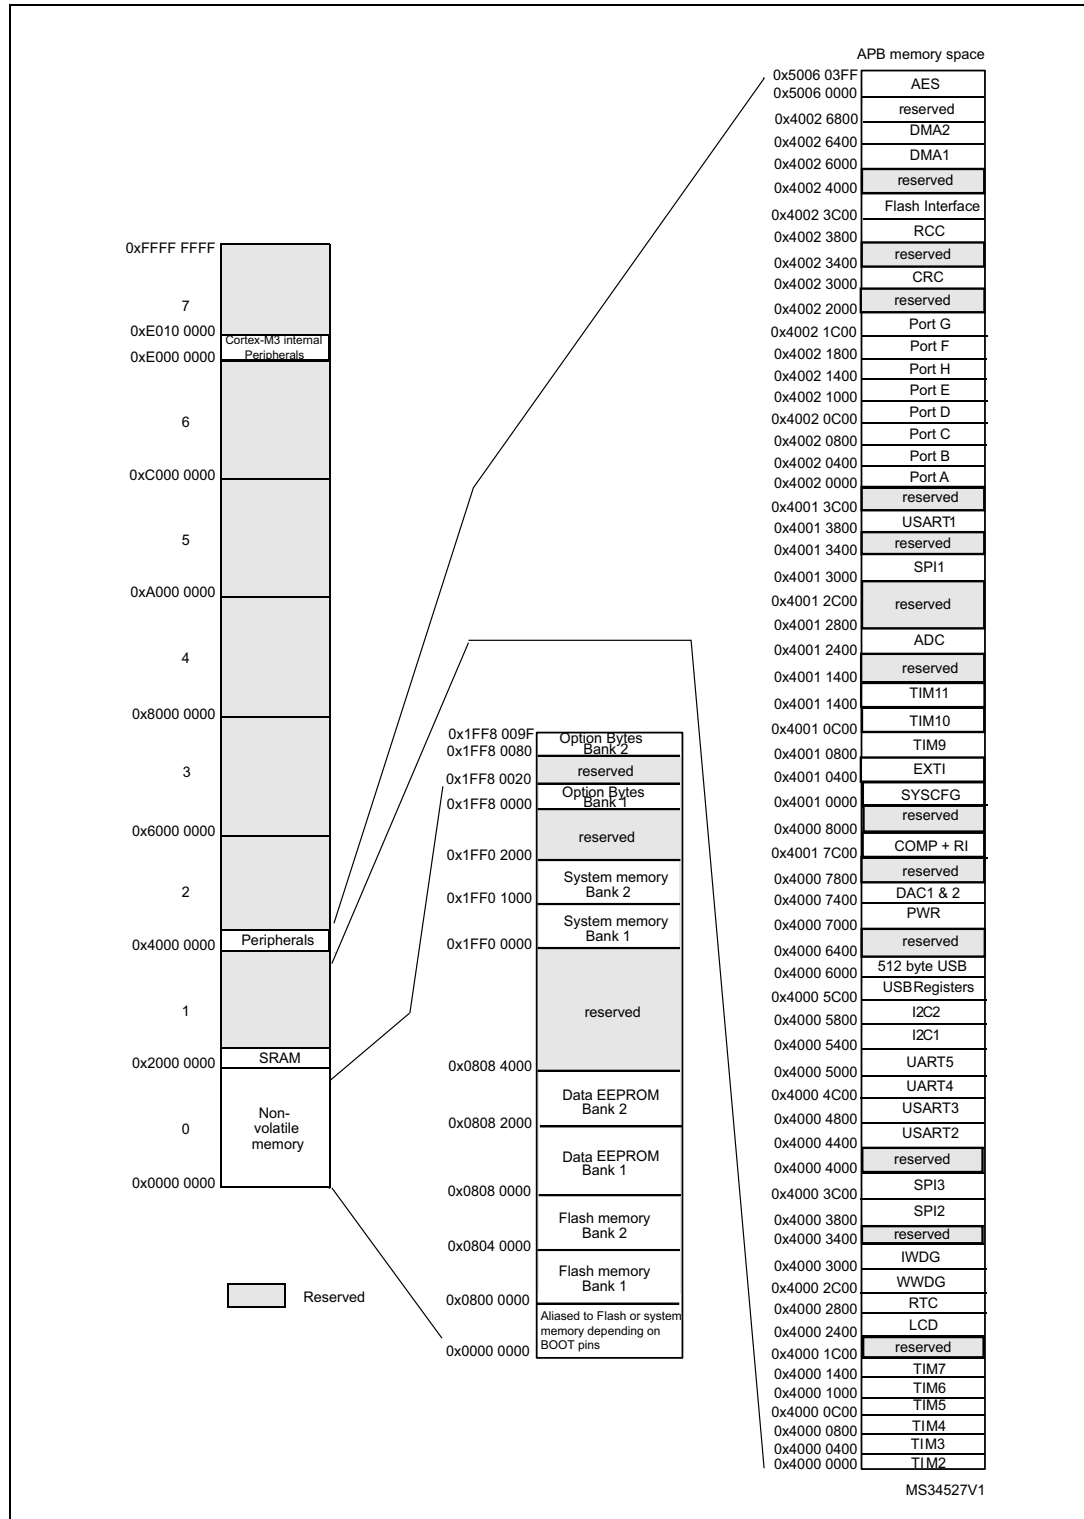 0xFFFF FFFF
7
0xE010 0000
Cortex-M3 internal
Peripherals
0xE000 0000
6
0xC000 0000
5
0xA000 0000
4
0x8000 0000
3
0x6000 0000
2
0x4000 0000
Peripherals
1
0x2000 0000
SRAM
0
Non-
volatile
memory
0x0000 0000
Reserved
0x1FF8 009F
Option Bytes
Bank 2
0x1FF8 0080
reserved
0x1FF8 0020
Option Bytes
Bank 1
0x1FF8 0000
reserved
0x1FF0 2000
System memory
Bank 2
0x1FF0 1000
System memory
Bank 1
0x1FF0 0000
reserved
0x0808 4000
Data EEPROM
Bank 2
0x0808 2000
Data EEPROM
Bank 1
0x0808 0000
Flash memory
Bank 2
0x0804 0000
Flash memory
Bank 1
0x0800 0000
Aliased to Flash or system
memory depending on
BOOT pins
0x0000 0000
APB memory space
0x5006 03FF
AES
0x5006 0000
reserved
0x4002 6800
DMA2
0x4002 6400
DMA1
0x4002 6000
reserved
0x4002 4000
Flash Interface
0x4002 3C00
RCC
0x4002 3800
reserved
0x4002 3400
CRC
0x4002 3000
reserved
0x4002 2000
Port G
0x4002 1C00
Port F
0x4002 1800
Port H
0x4002 1400
Port E
0x4002 1000
Port D
0x4002 0C00
Port C
0x4002 0800
Port B
0x4002 0400
Port A
0x4002 0000
reserved
0x4001 3C00
USART1
0x4001 3800
reserved
0x4001 3400
SPI1
0x4001 3000
0x4001 2C00
reserved
0x4001 2800
ADC
0x4001 2400
reserved
0x4001 1400
TIM11
0x4001 1400
TIM10
0x4001 0C00
TIM9
0x4001 0800
EXTI
0x4001 0400
SYSCFG
0x4001 0000
reserved
0x4000 8000
COMP + RI
0x4001 7C00
reserved
0x4000 7800
DAC1 & 2
0x4000 7400
PWR
0x4000 7000
reserved
0x4000 6400
512 byte USB
0x4000 6000
USB Registers
0x4000 5C00
I2C2
0x4000 5800
I2C1
0x4000 5400
UART5
0x4000 5000
UART4
0x4000 4C00
USART3
0x4000 4800
USART2
0x4000 4400
reserved
0x4000 4000
SPI3
0x4000 3C00
SPI2
0x4000 3800
reserved
0x4000 3400
IWDG
0x4000 3000
WWDG
0x4000 2C00
RTC
0x4000 2800
LCD
0x4000 2400
reserved
0x4000 1C00
TIM7
0x4000 1400
TIM6
0x4000 1000
TIM5
0x4000 0C00
TIM4
0x4000 0800
TIM3
0x4000 0400
TIM2
0x4000 0000
MS34527V1